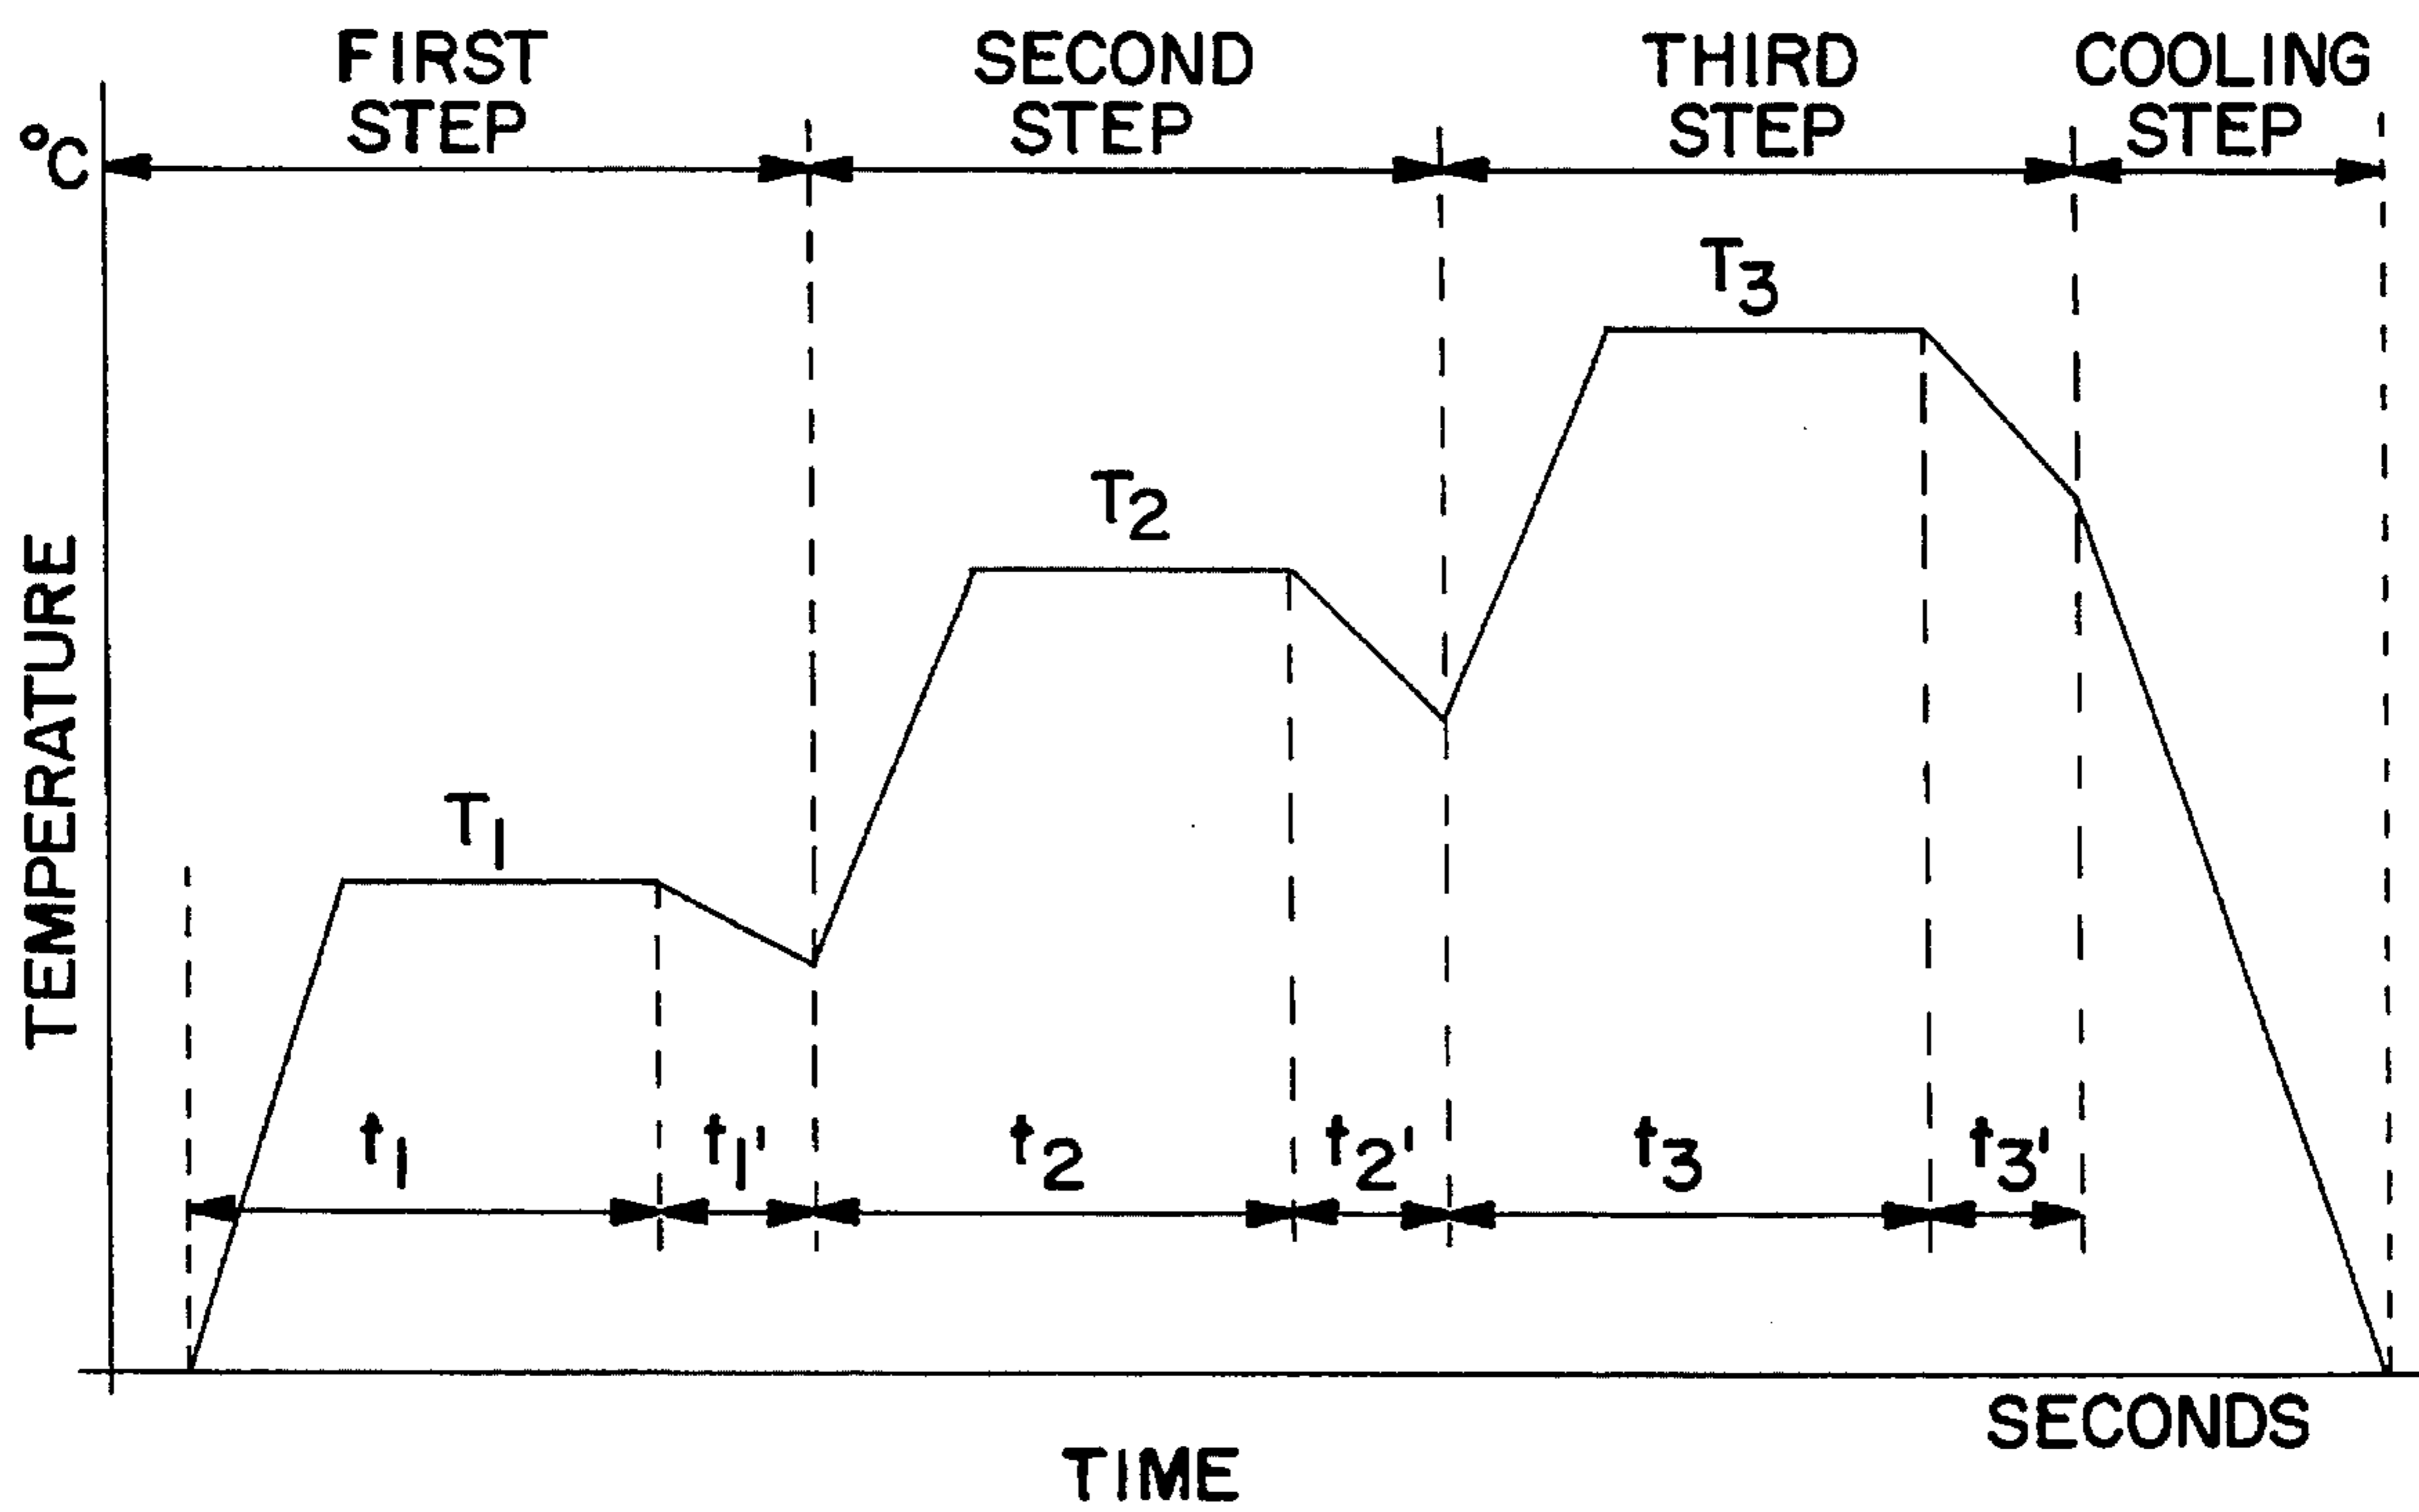 FIRST
STEP
SECOND
STEP
THIRD
STEP
COOLING
STEP
°C
TEMPERATURE
T1
T2
T3
t1
t1'
t2
t2'
t3
t3'
SECONDS
TIME